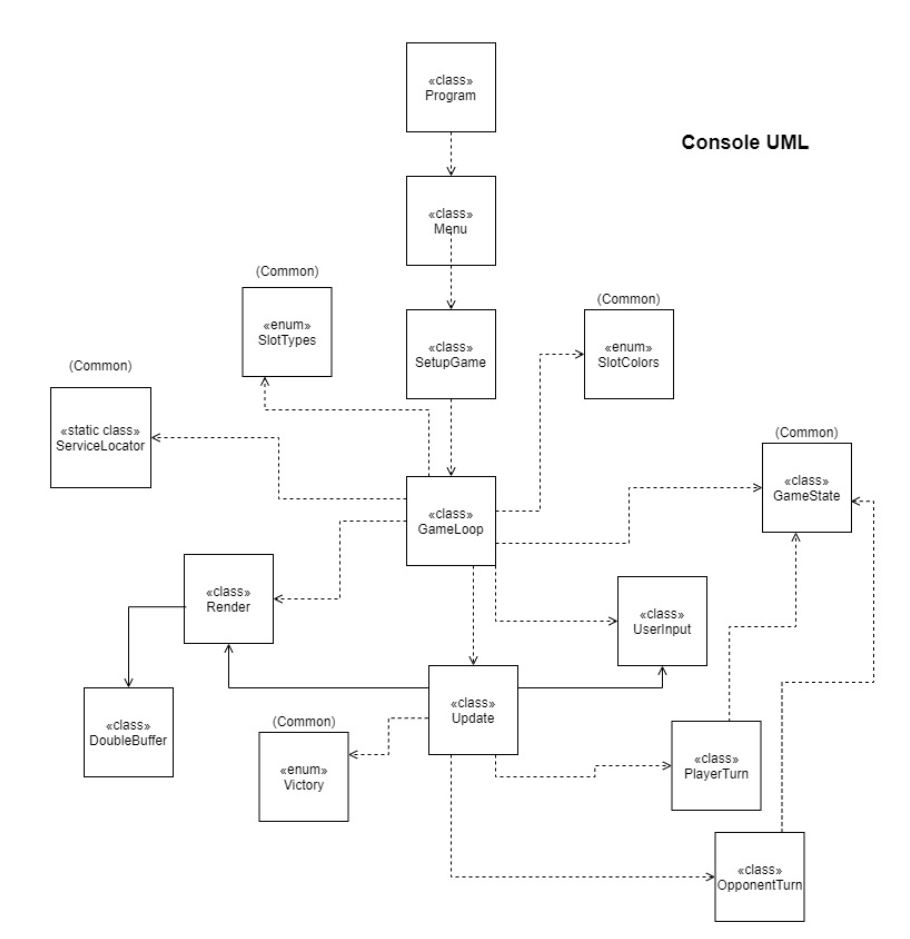 «class»
Program
Console UML
«class»
Menu
(Common)
«enum»
SlotTypes
(Common)
«enum»
SlotColors
«class»
SetupGame
(Common)
«static class»
ServiceLocator
(Common)
«class»
GameState
«class»
GameLoop
«class»
Render
«class»
UserInput
«class»
DoubleBuffer
«class»
Update
(Common)
«enum»
Victory
«class»
PlayerTurn
«class»
OpponentTurn